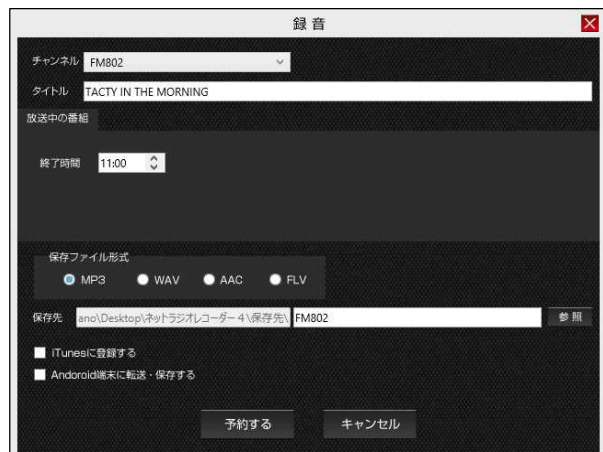 録音
チャンネル FM802
タイトル TACTY IN THE MORNING
放送中の番組
終了時間 11:00
保存ファイル形式
MP3 WAV AAC FLV
保存先 ano\Desktop\ネットラジオレコーダー４\保存先\ FM802 参照
iTunesに登録する
Andoroid端末に転送・保存する
予約する キャンセル